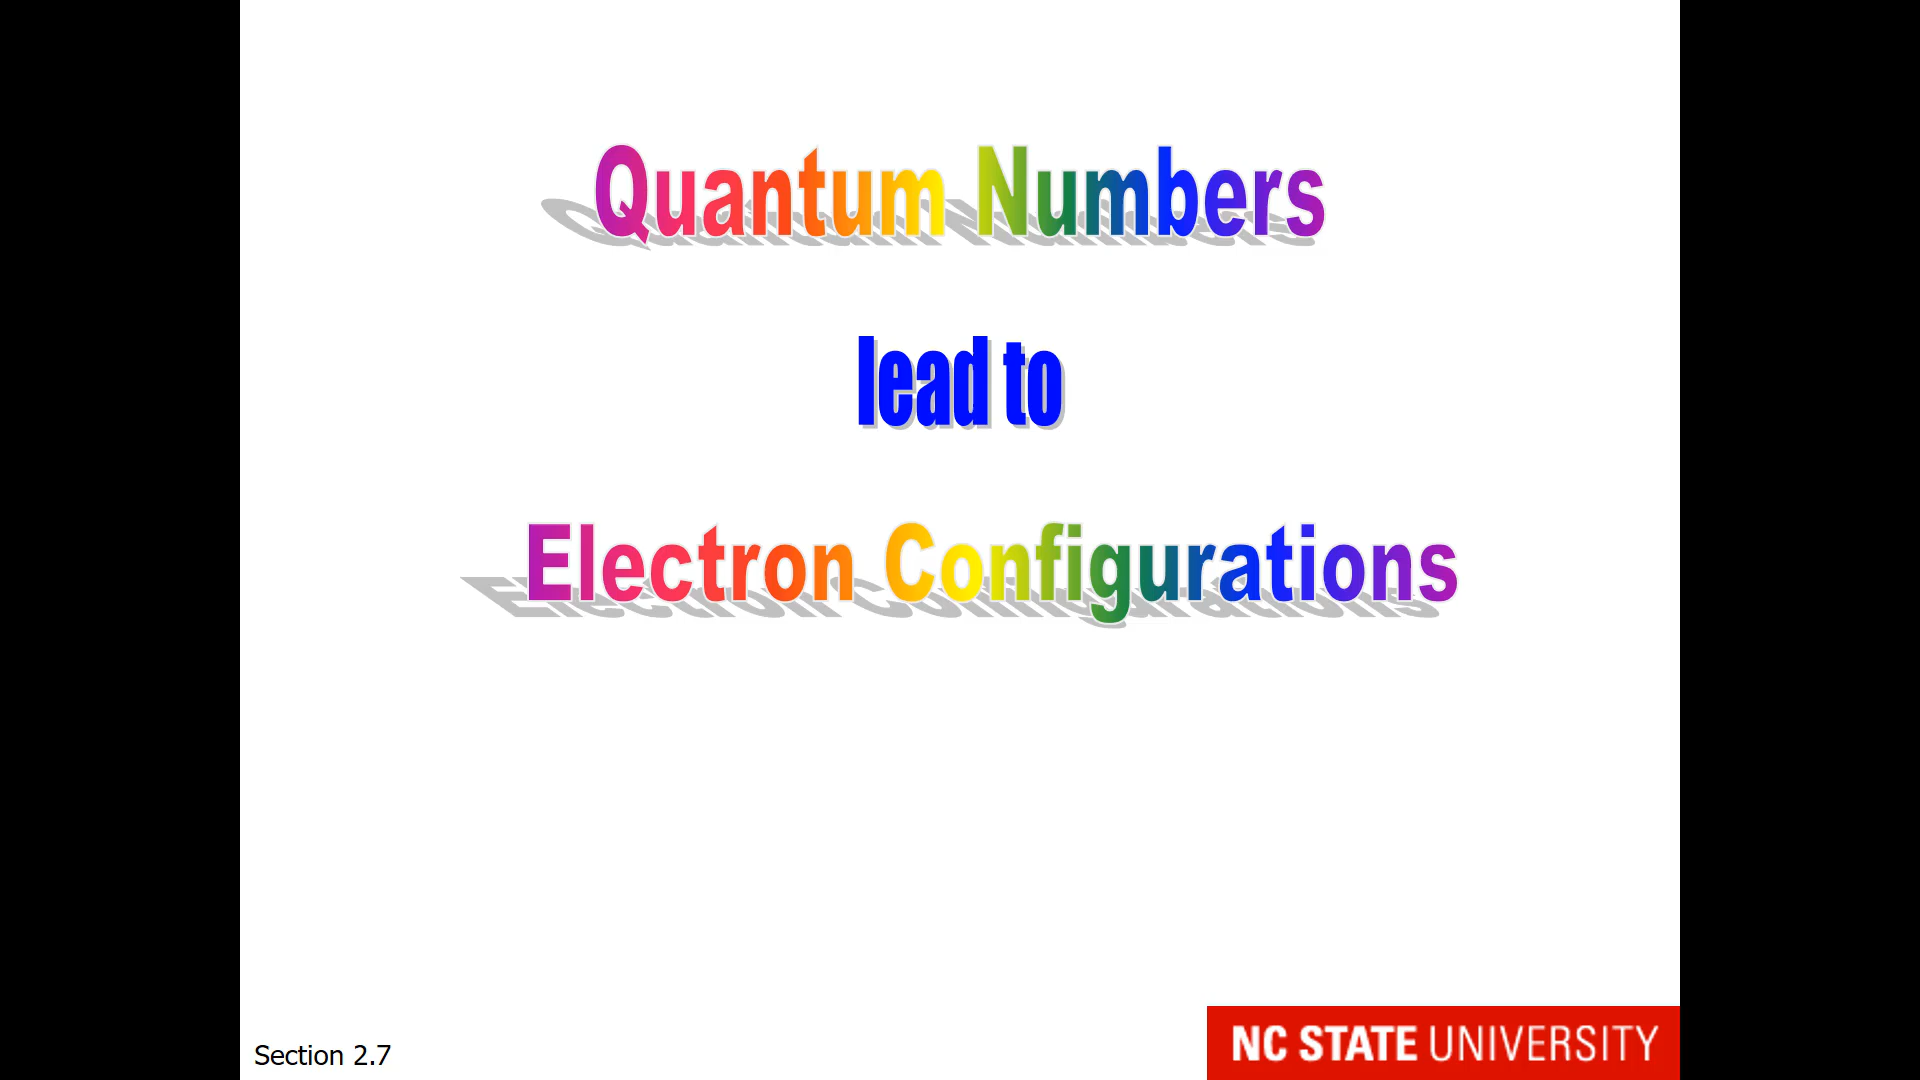 Quantum Numbers
lead to
Electron Configurations
Section 2.7
NC STATE UNIVERSITY